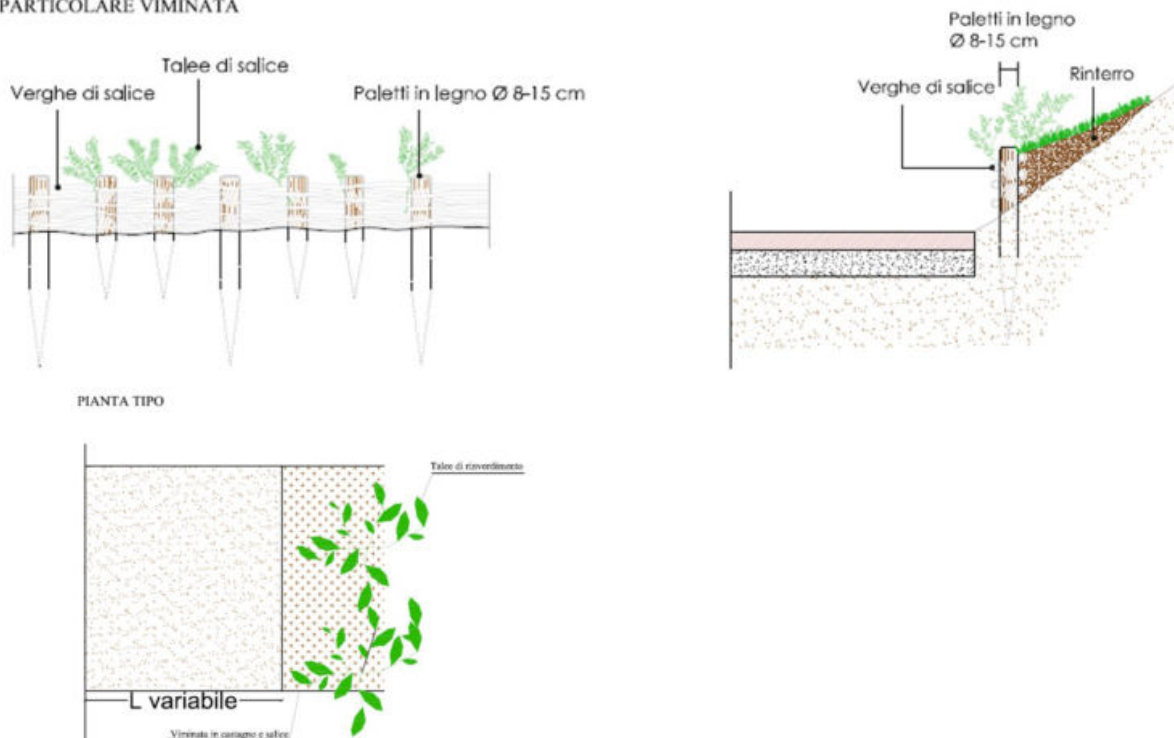 PARTICOLARE VIMINATA
Talee di salice
Verghe di salice
Paletti in legno Ø 8-15 cm
Paletti in legno
Ø 8-15 cm
Verghe di salice
Rinterro
PIANTA TIPO
Talee di rinverdimento
L variabile
Viminata in castagno e salice